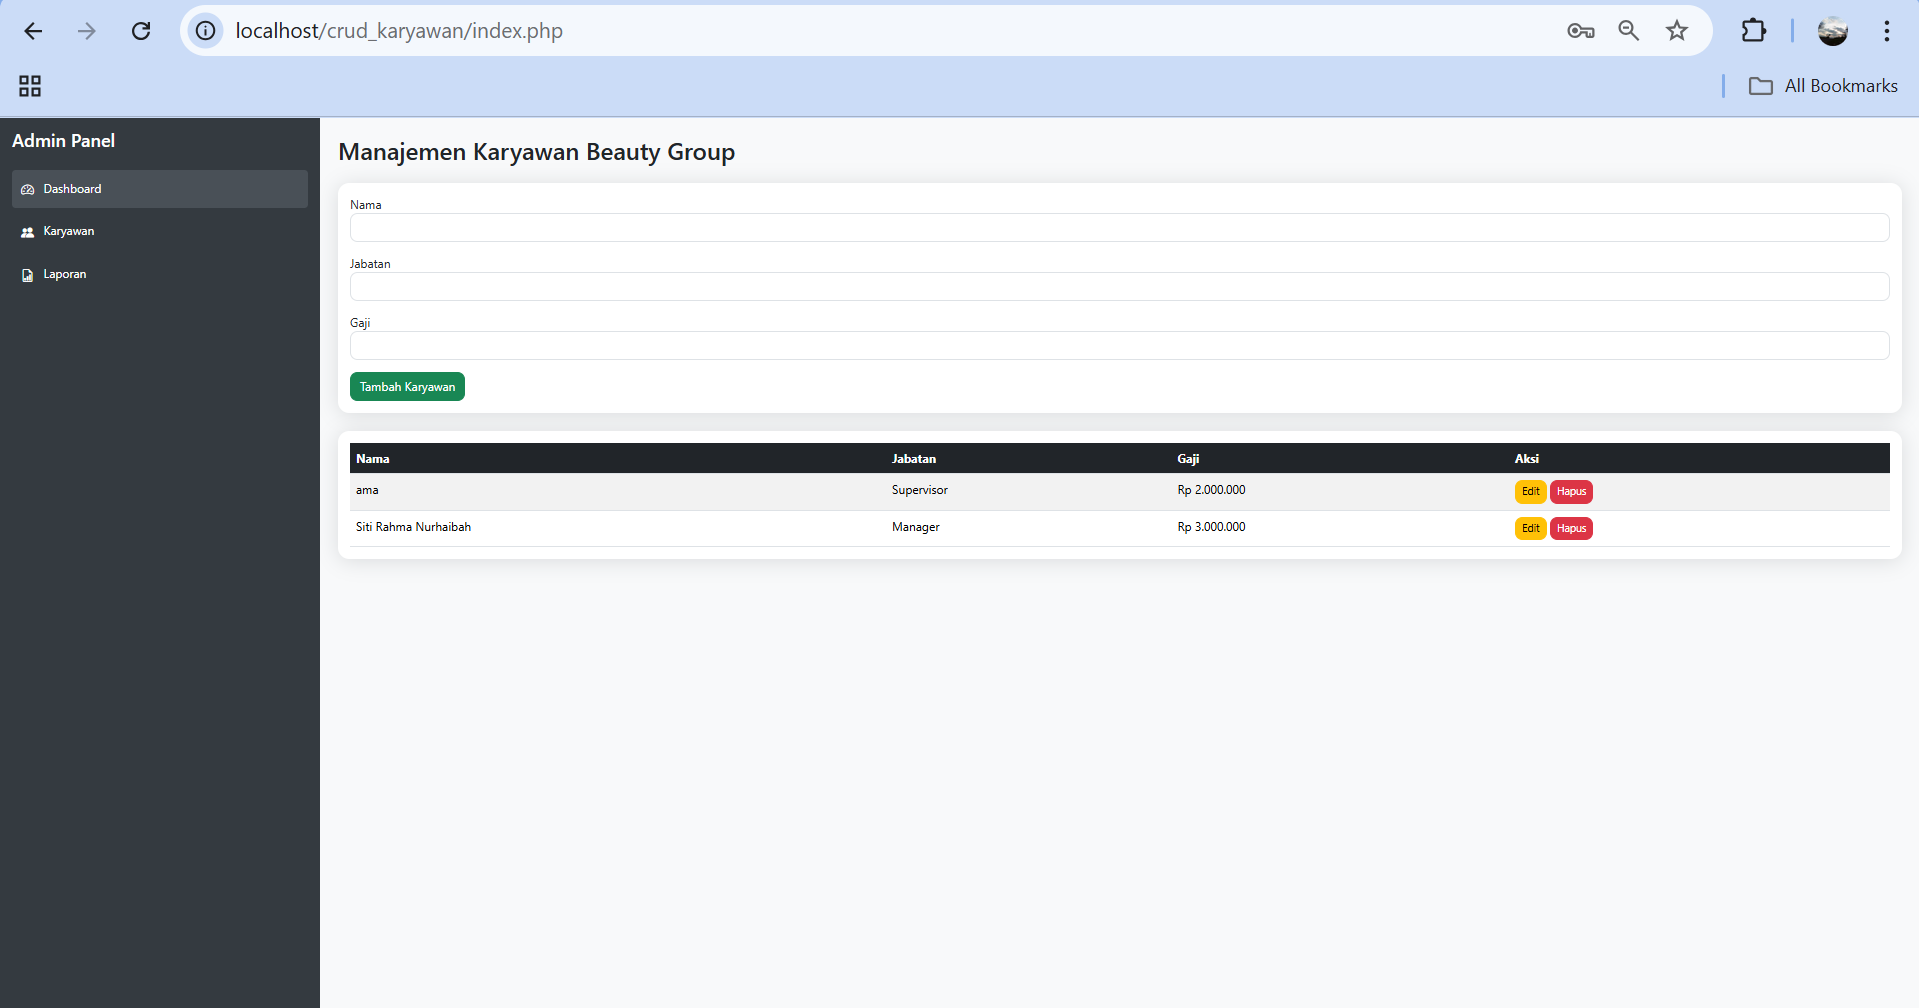 localhost/crud_karyawan/index.php
All Bookmarks
Admin Panel
Dashboard
Karyawan
Laporan
Manajemen Karyawan Beauty Group
Nama
Jabatan
Gaji
Tambah Karyawan
Nama Jabatan Gaji Aksi
ama Supervisor Rp 2.000.000 Edit Hapus
Siti Rahma Nurhaibah Manager Rp 3.000.000 Edit Hapus